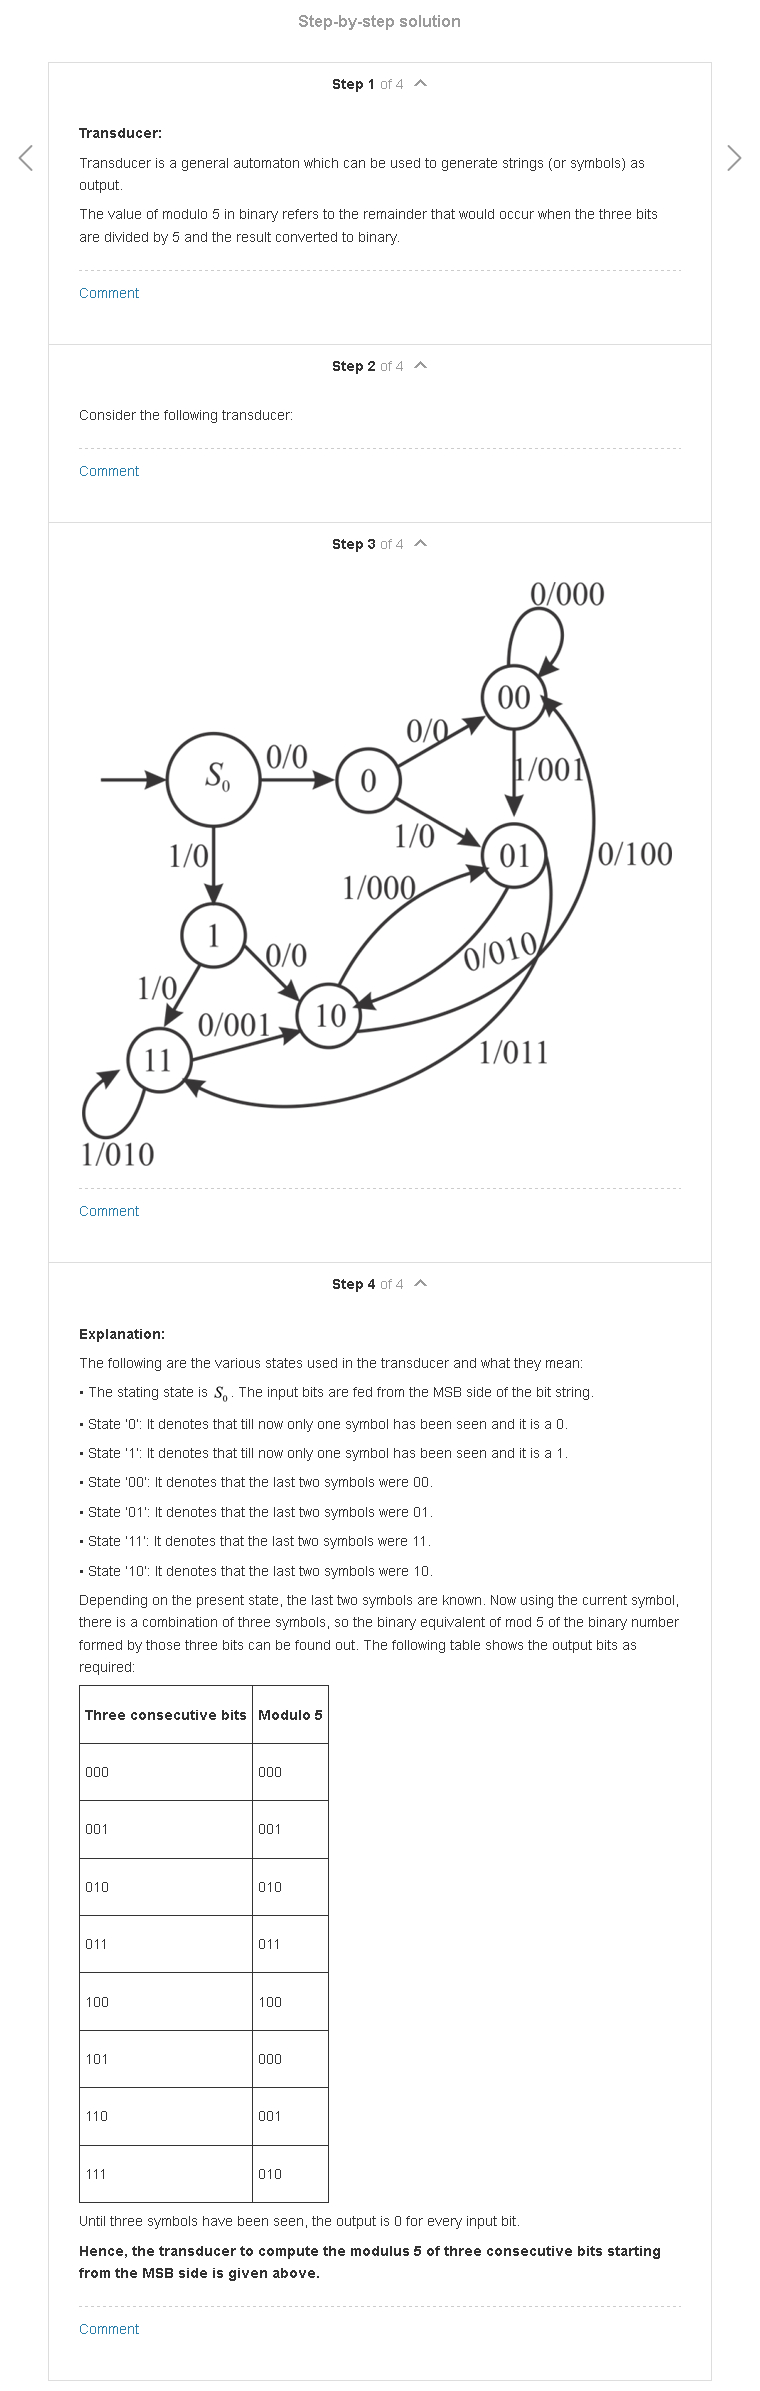 Step-by-step solution
Step 1 of 4
Transducer:
Transducer is a general automaton which can be used to generate strings (or symbols) as
output.
The value of modulo 5 in binary refers to the remainder that would occur when the three bits
are divided by 5 and the result converted to binary.
Comment
Step 2 of 4
Consider the following transducer:
Comment
Step 3 of 4
0/000
00
0/0
0/0
S₀
0
1/001
1/0
01
1/0
0/100
1/000
1
0/0
0/010
1/0
10
0/001
1/011
11
1/010
Comment
Step 4 of 4
Explanation:
The following are the various states used in the transducer and what they mean:
• The stating state is S₀. The input bits are fed from the MSB side of the bit string.
• State '0': It denotes that till now only one symbol has been seen and it is a 0.
• State '1': It denotes that till now only one symbol has been seen and it is a 1.
• State '00': It denotes that the last two symbols were 00.
• State '01': It denotes that the last two symbols were 01.
• State '11': It denotes that the last two symbols were 11.
• State '10': It denotes that the last two symbols were 10.
Depending on the present state, the last two symbols are known. Now using the current symbol,
there is a combination of three symbols, so the binary equivalent of mod 5 of the binary number
formed by those three bits can be found out. The following table shows the output bits as
required:
Three consecutive bits Modulo 5
000 000
001 001
010 010
011 011
100 100
101 000
110 001
111 010
Until three symbols have been seen, the output is 0 for every input bit.
Hence, the transducer to compute the modulus 5 of three consecutive bits starting
from the MSB side is given above.
Comment